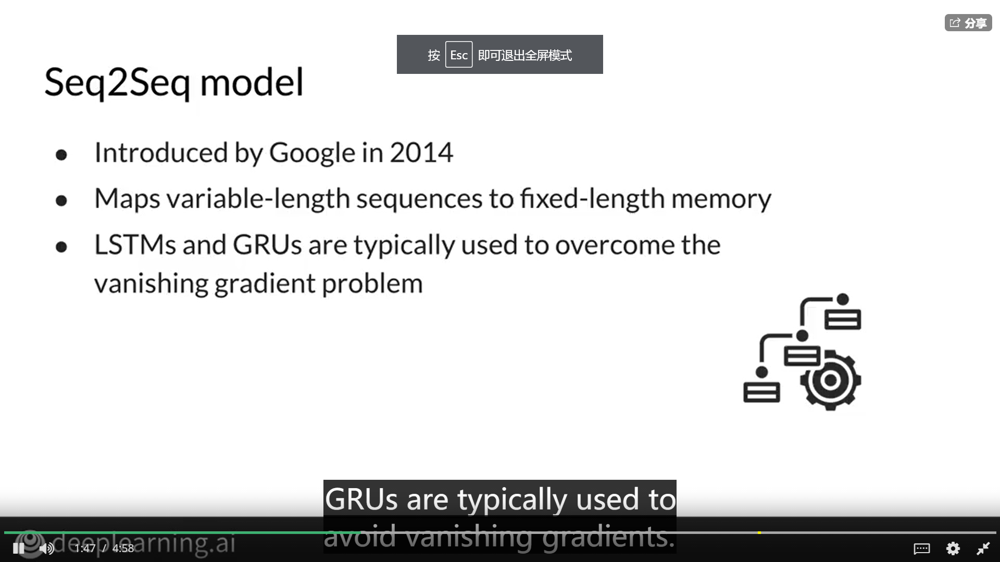 分享
按 Esc 即可退出全屏模式
Seq2Seq model
● Introduced by Google in 2014
● Maps variable-length sequences to fixed-length memory
● LSTMs and GRUs are typically used to overcome the
vanishing gradient problem
GRUs are typically used to
avoid vanishing gradients.
deeplearning.ai
1:47 / 4:58